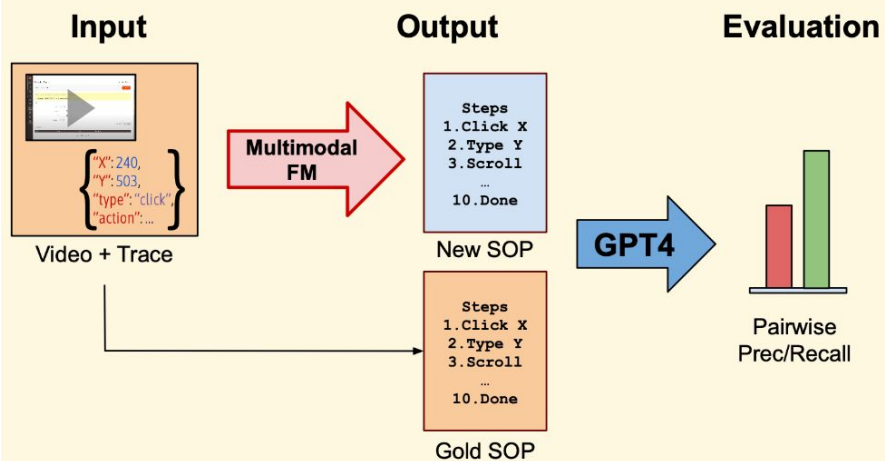 Input
Output
Evaluation
"X": 240,
"Y": 503,
"type": "click",
"action": ...
Video + Trace
Multimodal
FM
Steps
1.Click X
2.Type Y
3.Scroll
…
10.Done
New SOP
GPT4
Steps
1.Click X
2.Type Y
3.Scroll
…
10.Done
Gold SOP
Pairwise
Prec/Recall